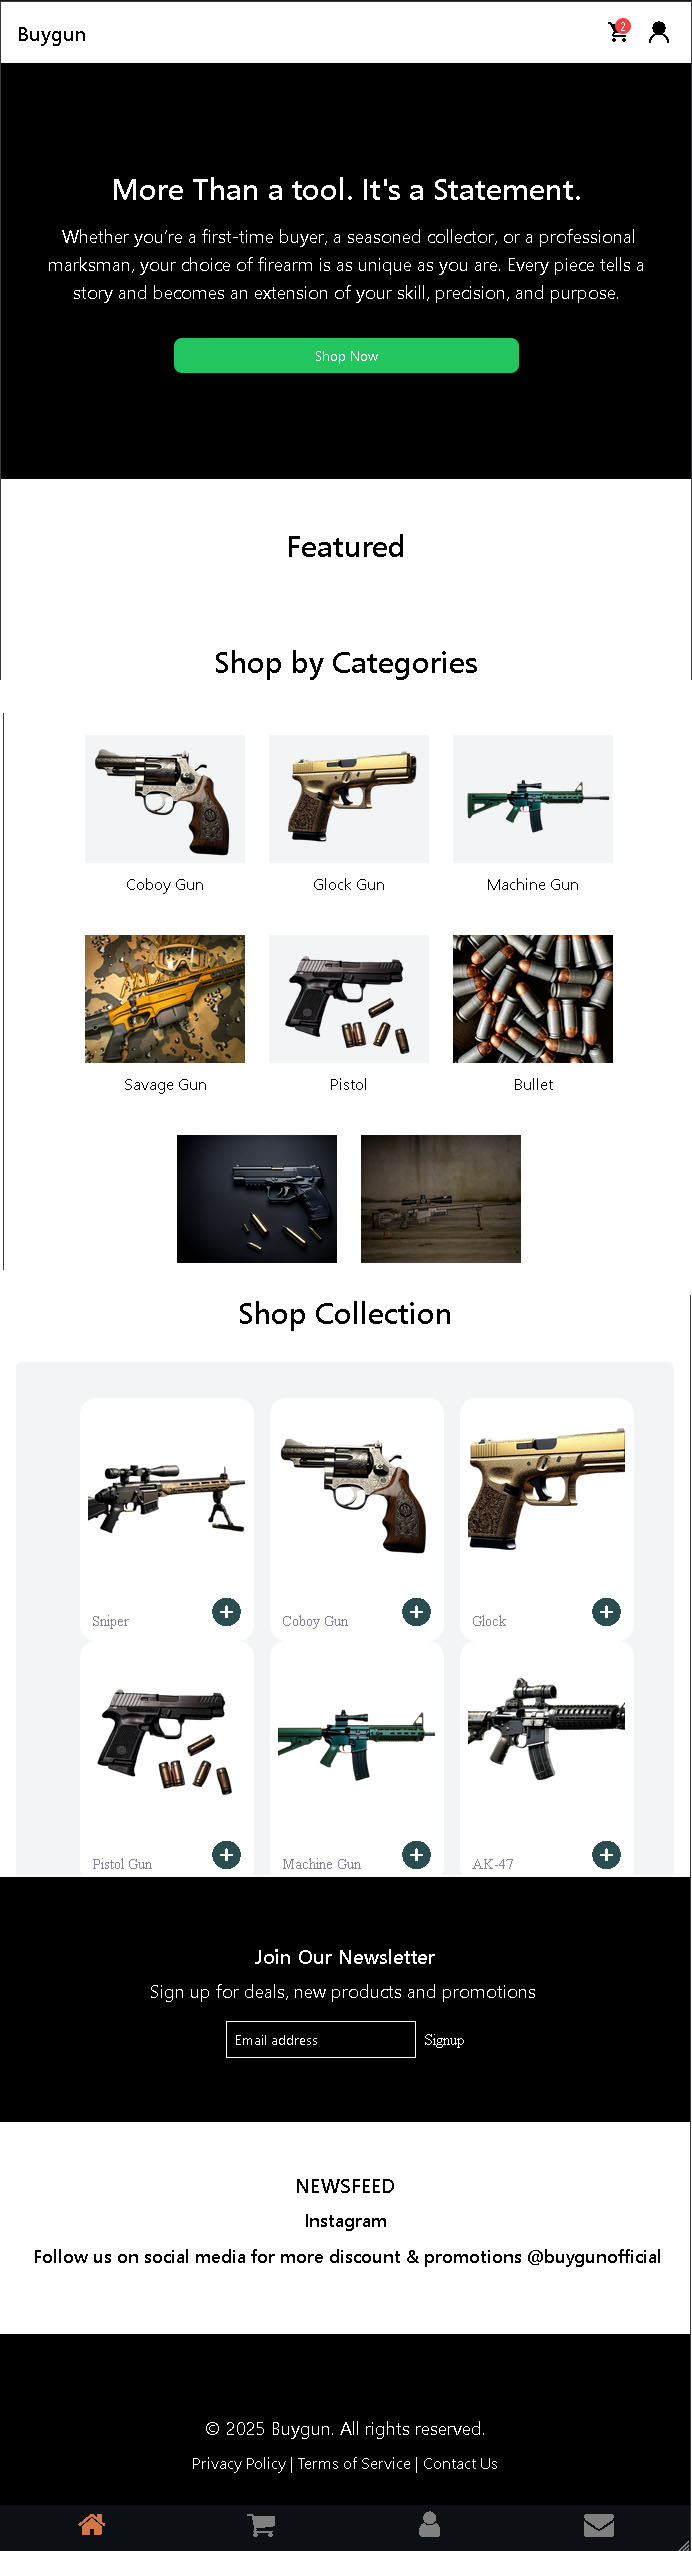 Buygun
2
More Than a tool. It's a Statement.
Whether you're a first-time buyer, a seasoned collector, or a professional
marksman, your choice of firearm is as unique as you are. Every piece tells a
story and becomes an extension of your skill, precision, and purpose.
Shop Now
Featured
Shop by Categories
Coboy Gun
Glock Gun
Machine Gun
Savage Gun
Pistol
Bullet
Shop Collection
Sniper
Coboy Gun
Glock
Pistol Gun
Machine Gun
AK-47
Join Our Newsletter
Sign up for deals, new products and promotions
Email address
Signup
NEWSFEED
Instagram
Follow us on social media for more discount & promotions @buygunofficial
© 2025 Buygun. All rights reserved.
Privacy Policy | Terms of Service | Contact Us